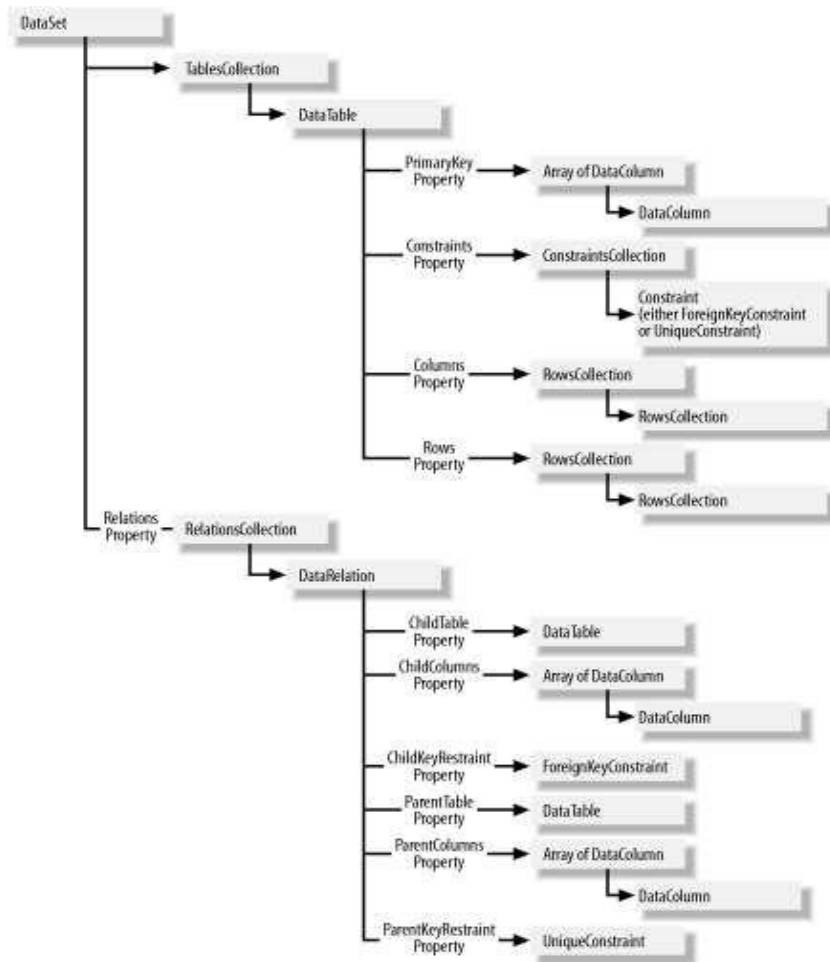 DataSet
TablesCollection
DataTable
PrimaryKey
Property
Array of DataColumn
DataColumn
Constraints
Property
ConstraintsCollection
Constraint
(either ForeignKeyConstraint
or UniqueConstraint)
Columns
Property
RowsCollection
RowsCollection
Rows
Property
RowsCollection
RowsCollection
Relations
Property
RelationsCollection
DataRelation
ChildTable
Property
DataTable
ChildColumns
Property
Array of DataColumn
DataColumn
ChildKeyRestraint
Property
ForeignKeyConstraint
ParentTable
Property
DataTable
ParentColumns
Property
Array of DataColumn
DataColumn
ParentKeyRestraint
Property
UniqueConstraint